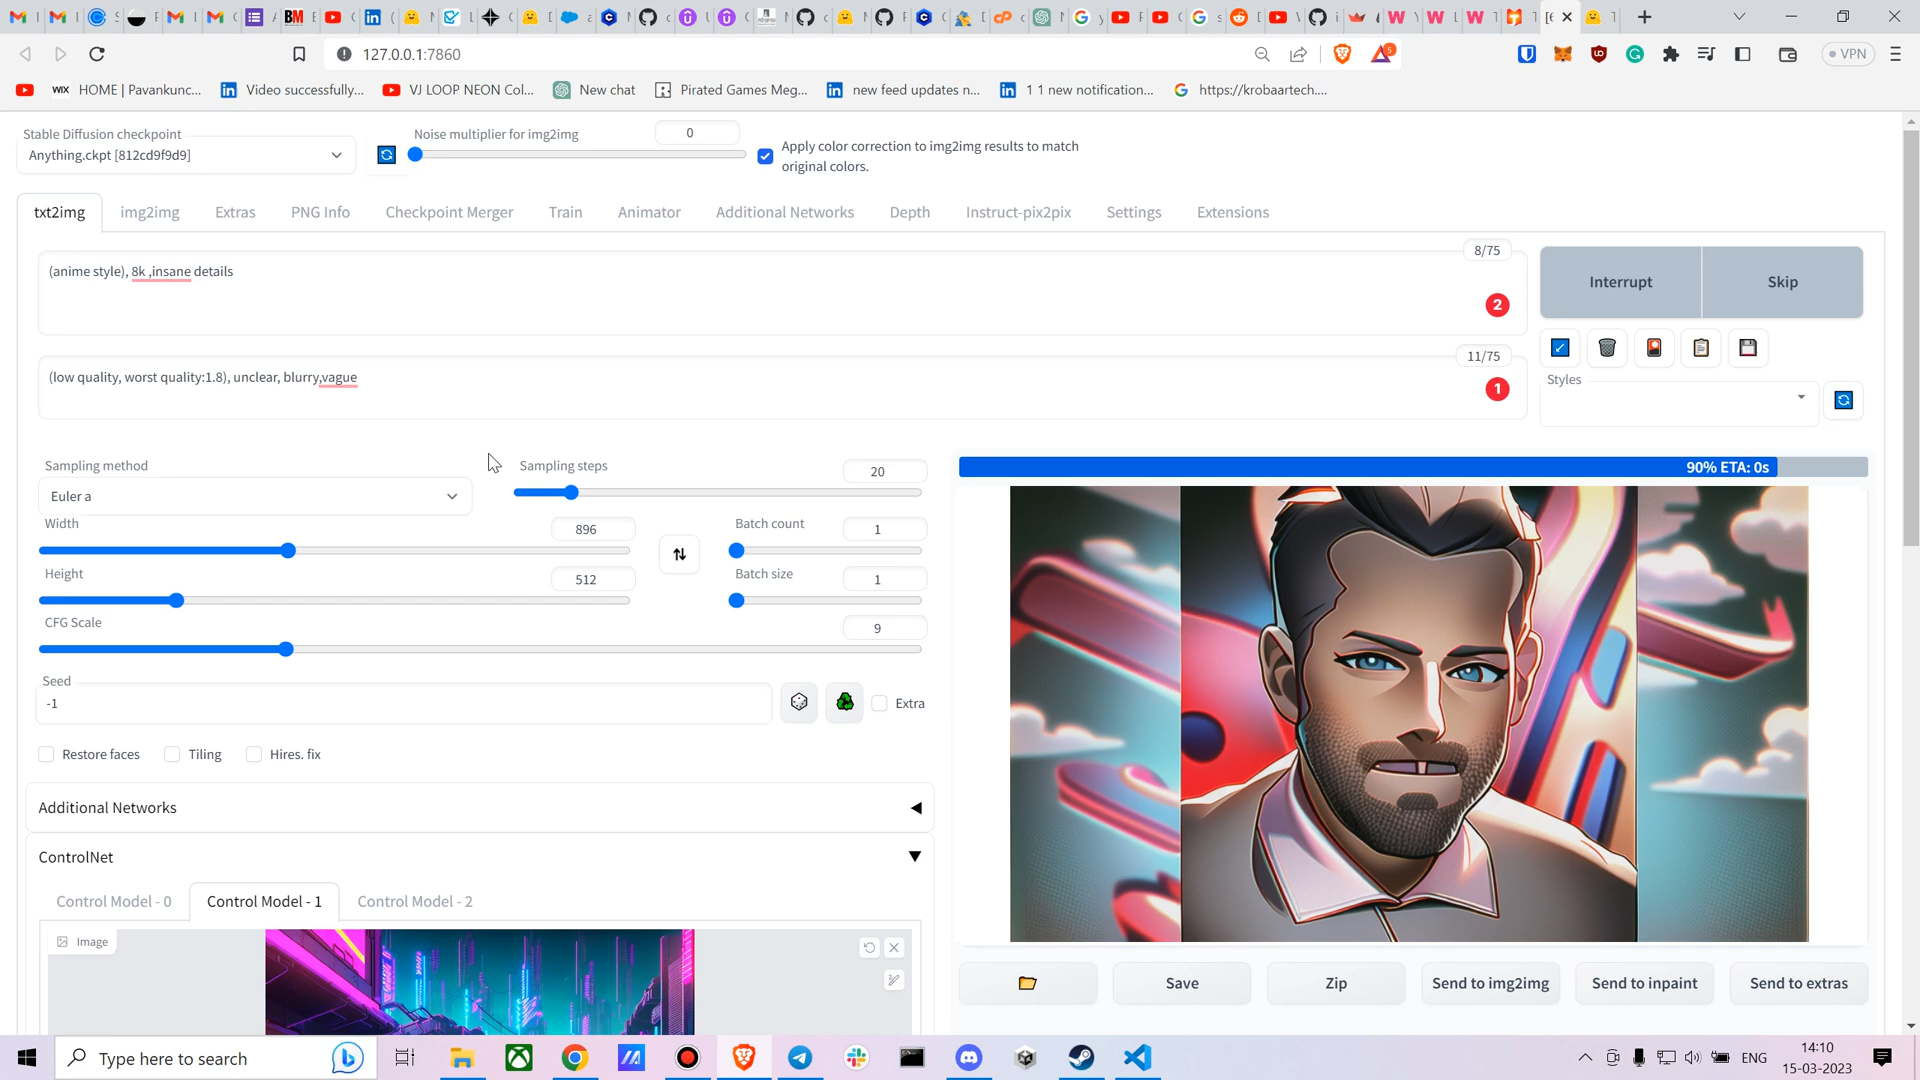 127.0.0.1:7860
VPN
5
WIX HOME | Pavankunc...
Video successfully...
VJ LOOP NEON Col...
New chat
Pirated Games Meg...
new feed updates n...
1 1 new notification...
https://krobaartech....
Stable Diffusion checkpoint
Anything.ckpt [812cd9f9d9]
Noise multiplier for img2img
0
Apply color correction to img2img results to match
original colors.
txt2img
img2img
Extras
PNG Info
Checkpoint Merger
Train
Animator
Additional Networks
Depth
Instruct-pix2pix
Settings
Extensions
8/75
(anime style), 8k ,insane details
2
Interrupt
Skip
11/75
(low quality, worst quality:1.8), unclear, blurry,vague
1
Styles
Sampling method
Euler a
Sampling steps
20
90% ETA: 0s
Width
896
Batch count
1
Height
512
Batch size
1
CFG Scale
9
Seed
-1
Extra
Restore faces
Tiling
Hires. fix
Additional Networks
ControlNet
Control Model - 0
Control Model - 1
Control Model - 2
Image
Save
Zip
Send to img2img
Send to inpaint
Send to extras
Type here to search
ENG
14:10
15-03-2023